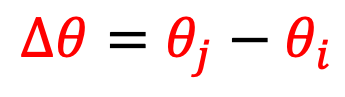 Δθ = θⱼ − θᵢ